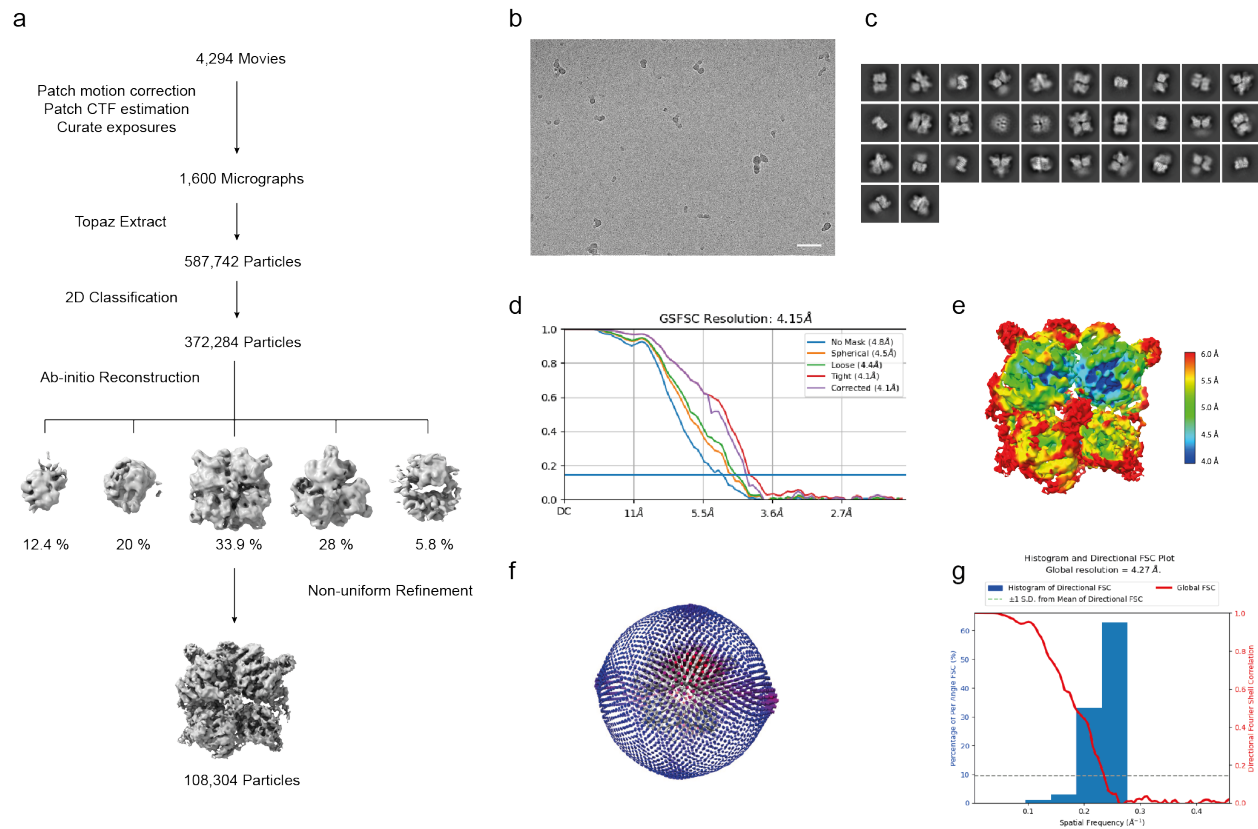 a
4,294 Movies
Patch motion correction
Patch CTF estimation
Curate exposures
1,600 Micrographs
Topaz Extract
587,742 Particles
2D Classification
372,284 Particles
Ab-initio Reconstruction
12.4 %
20 %
33.9 %
28 %
5.8 %
Non-uniform Refinement
108,304 Particles
b
c
d
GSFSC Resolution: 4.15Å
No Mask (4.8Å)
Spherical (4.5Å)
Loose (4.4Å)
Tight (4.1Å)
Corrected (4.1Å)
1.0
0.8
0.6
0.4
0.2
0.0
DC
11Å
5.5Å
3.6Å
2.7Å
e
6.0 Å
5.5 Å
5.0 Å
4.5 Å
4.0 Å
f
g
Histogram and Directional FSC Plot
Global resolution = 4.27 Å.
Histogram of Directional FSC
Global FSC
±1 S.D. from Mean of Directional FSC
Percentage of Per Angle FSC (%)
60
50
40
30
20
10
0
1.0
0.8
0.6
0.4
0.2
0.0
Directional Fourier Shell Correlation
0.1
0.2
0.3
0.4
Spatial Frequency (Å⁻¹)